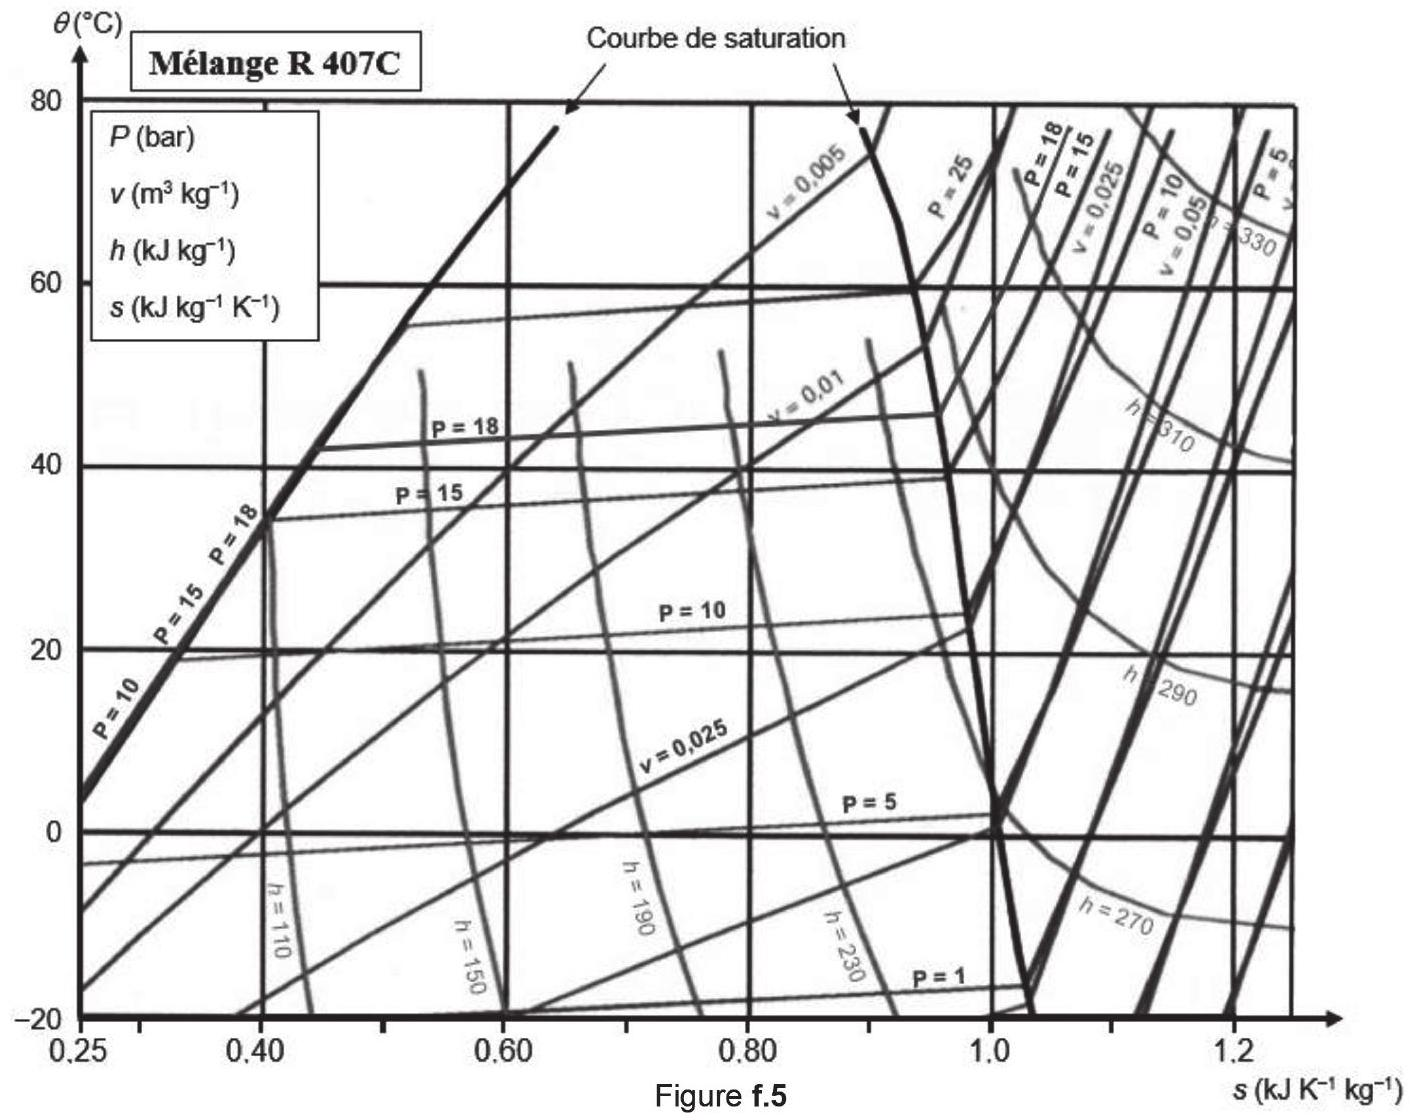 θ (°C)
Courbe de saturation
Mélange R 407C
80
P (bar)
v (m³ kg⁻¹)
h (kJ kg⁻¹)
s (kJ kg⁻¹ K⁻¹)
v = 0,005
P = 25
P = 18
P = 15
v = 0,025
P = 10
v = 0,05
P = 5
h = 330
60
v = 0,01
P = 18
h = 310
40
P = 15
P = 18
P = 15
P = 10
P = 10
20
h = 290
v = 0,025
P = 5
0
h = 110
h = 150
h = 190
h = 230
h = 270
P = 1
–20
0.25
0.40
0.60
0.80
1.0
1.2
s (kJ K⁻¹ kg⁻¹)
Figure f.5